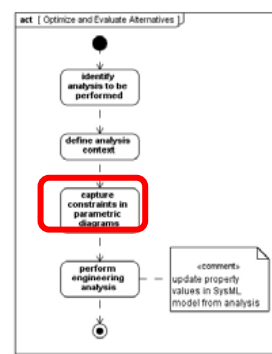 act [ Optimize and Evaluate Alternatives ]
identify
analysis to be
performed
define analysis
context
capture
constraints in
parametric
diagrams
perform
engineering
analysis
«comment»
update property
values in SysML
model from analysis